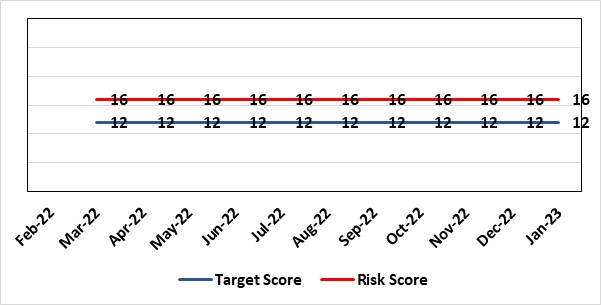 16 16 16 16 16 16 16 16 16 16 16
12 12 12 12 12 12 12 12 12 12 12
Feb-22 Mar-22 Apr-22 May-22 Jun-22 Jul-22 Aug-22 Sep-22 Oct-22 Nov-22 Dec-22 Jan-23
Target Score Risk Score